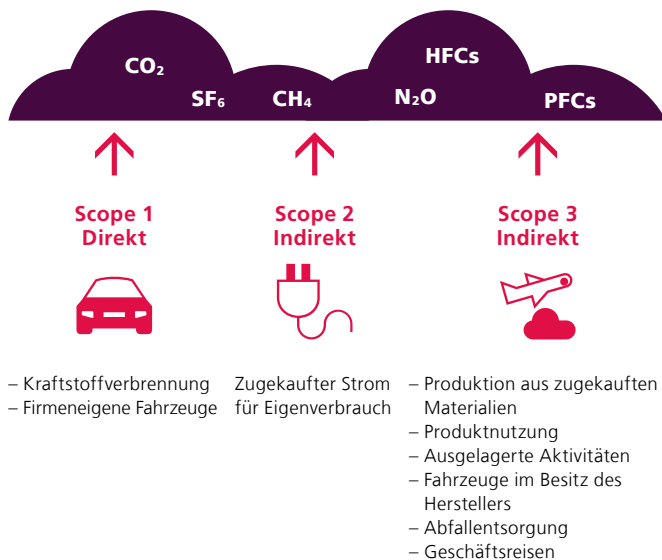 CO₂
HFCs
SF₆
CH₄
N₂O
PFCs
Scope 1
Direkt
Scope 2
Indirekt
Scope 3
Indirekt
– Kraftstoffverbrennung
– Firmeneigene Fahrzeuge
Zugekaufter Strom
für Eigenverbrauch
– Produktion aus zugekauften
Materialien
– Produktnutzung
– Ausgelagerte Aktivitäten
– Fahrzeuge im Besitz des
Herstellers
– Abfallentsorgung
– Geschäftsreisen